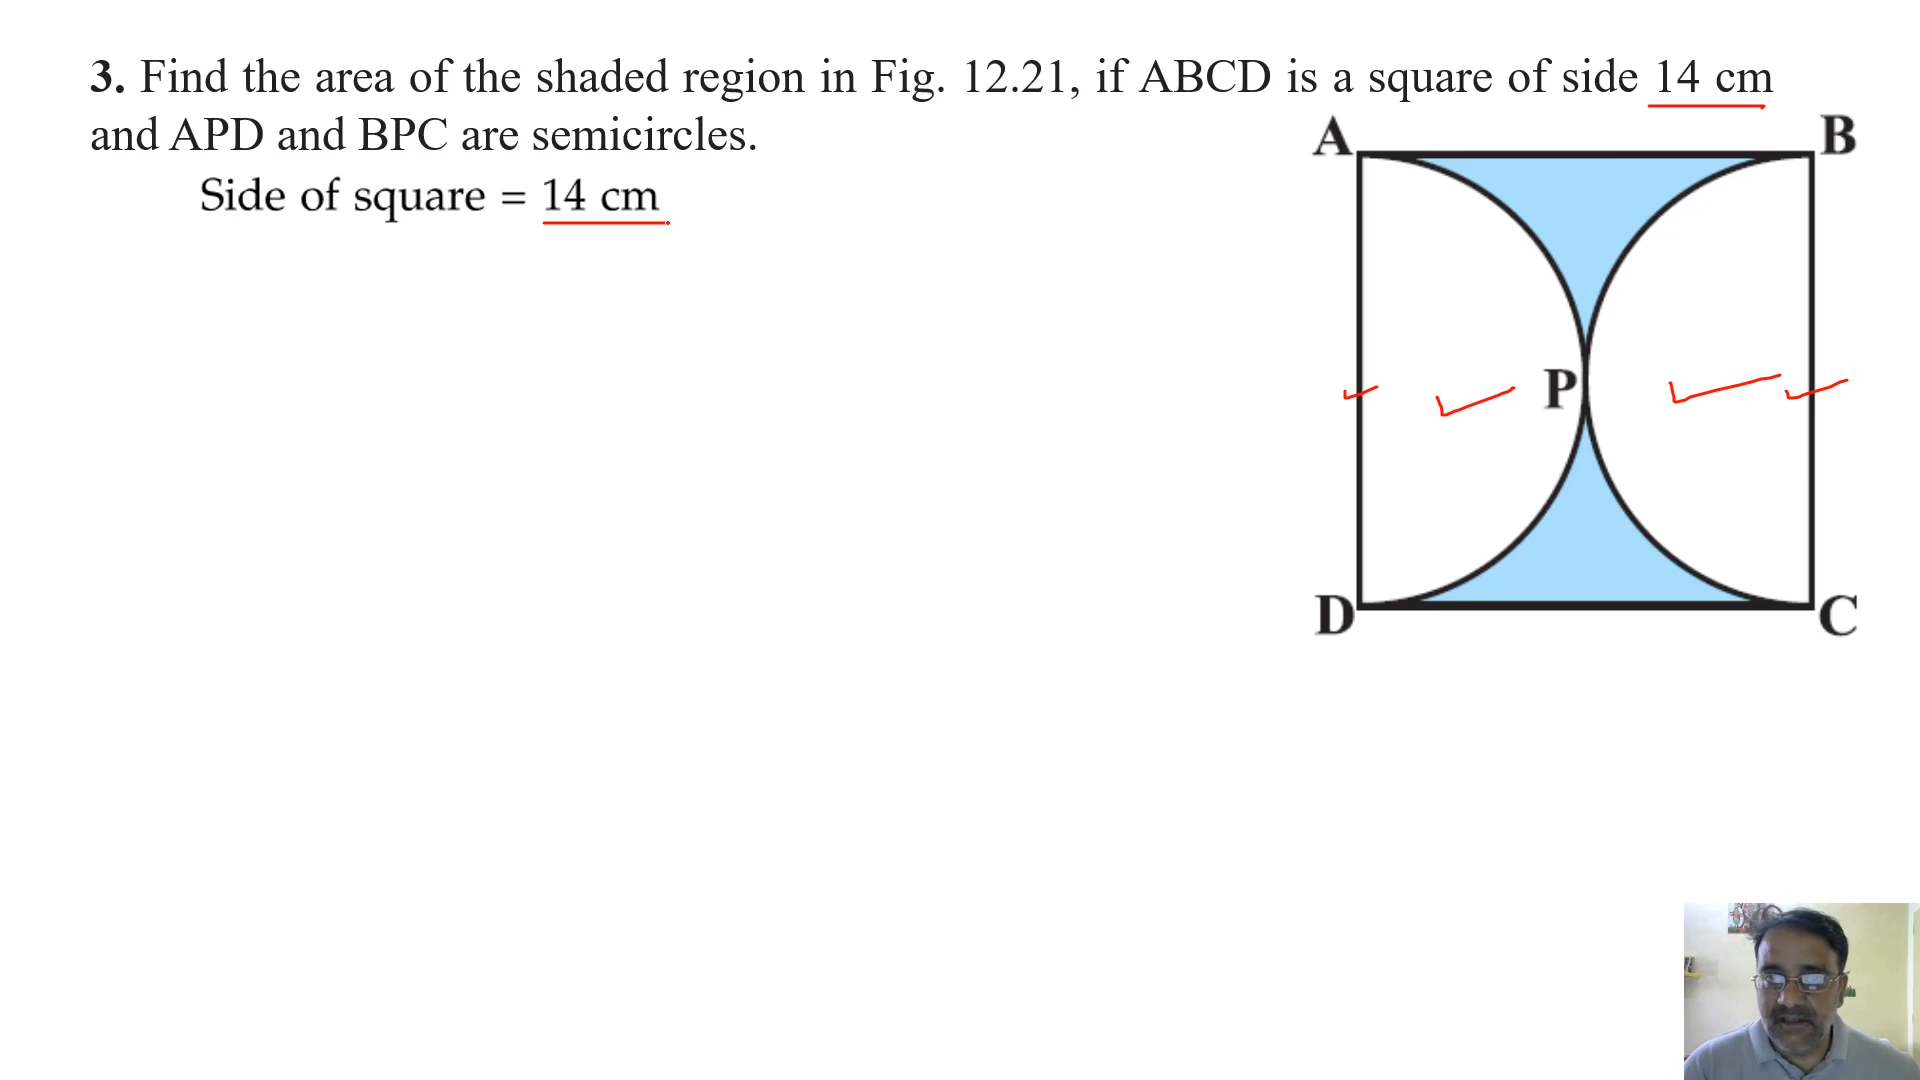 3. Find the area of the shaded region in Fig. 12.21, if ABCD is a square of side 14 cm
and APD and BPC are semicircles.
Side of square = 14 cm
A
B
P
D
C